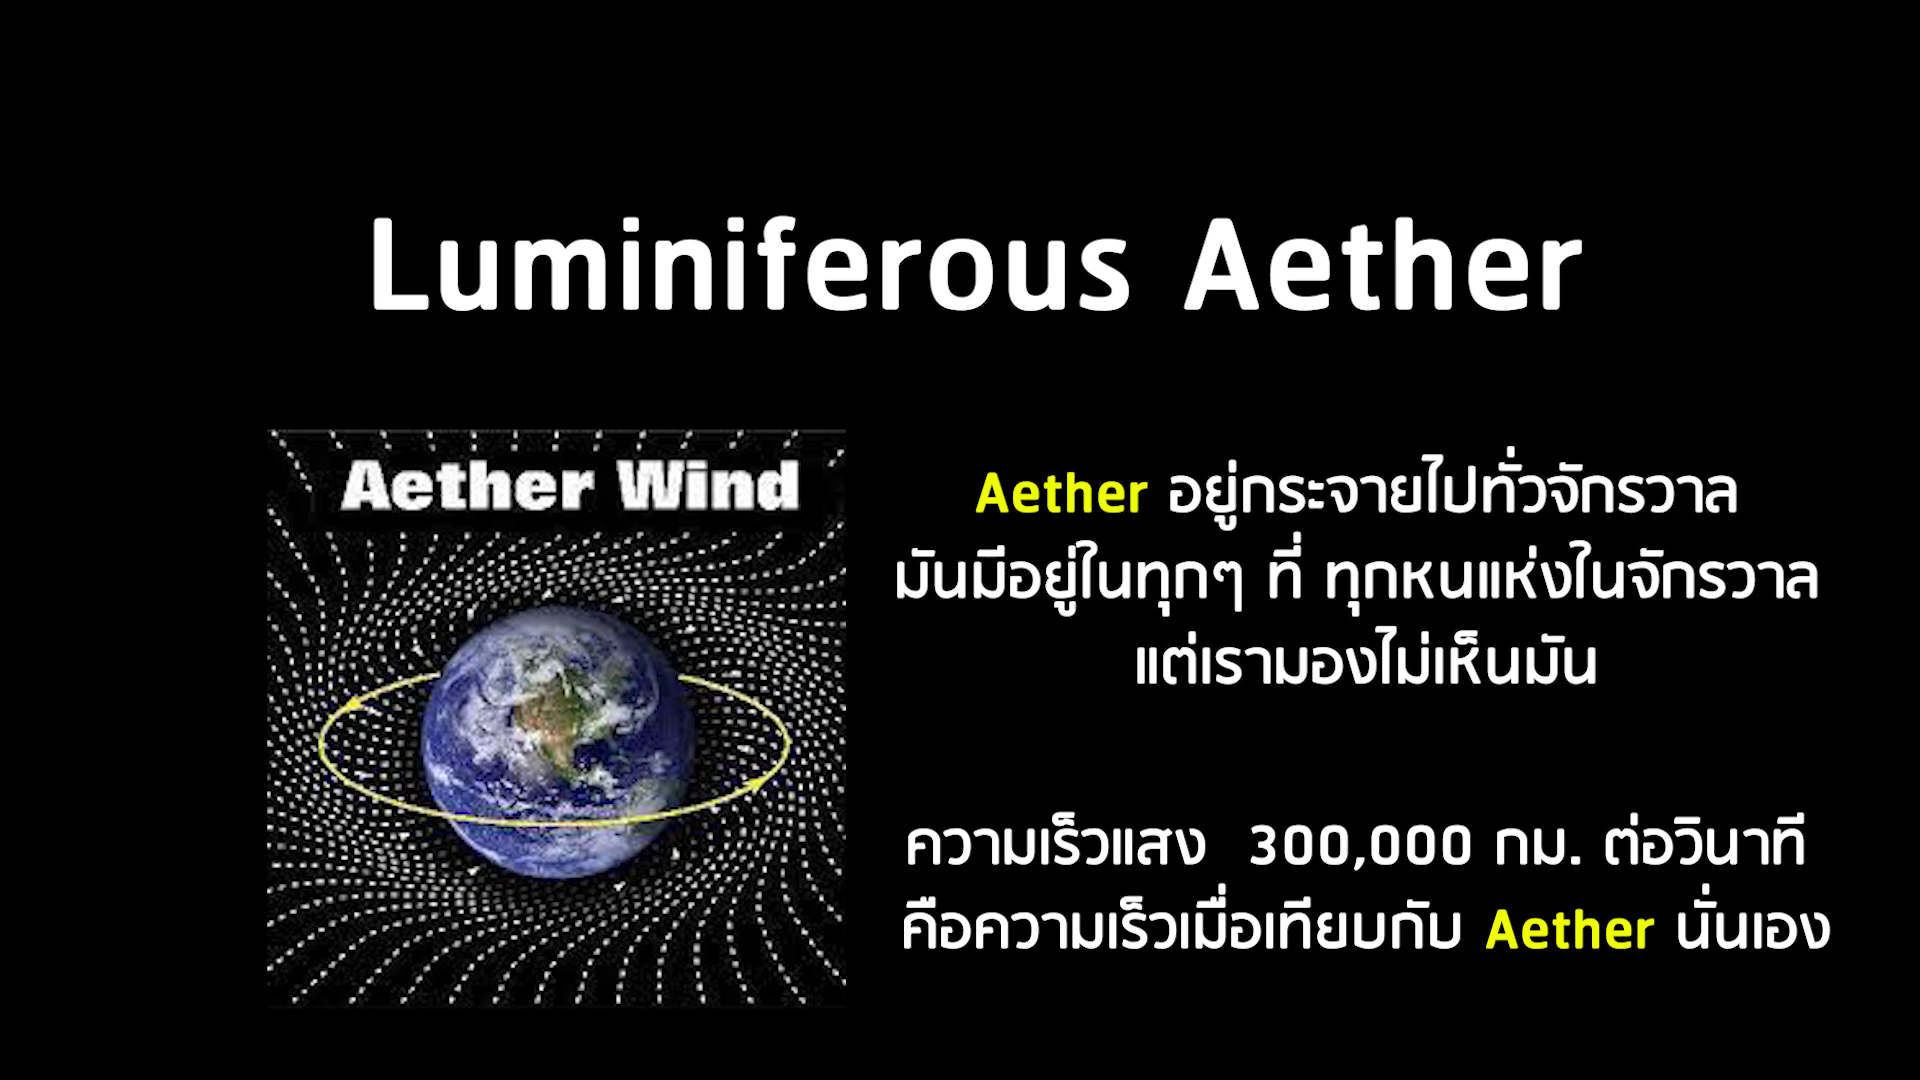 Luminiferous Aether
Aether Wind
Aether อยู่กระจายไปทั่วจักรวาล
มันมีอยู่ในทุกๆ ที่ ทุกหนแห่งในจักรวาล
แต่เรามองไม่เห็นมัน
ความเร็วแสง 300,000 กม. ต่อวินาที
คือความเร็วเมื่อเทียบกับ Aether นั่นเอง